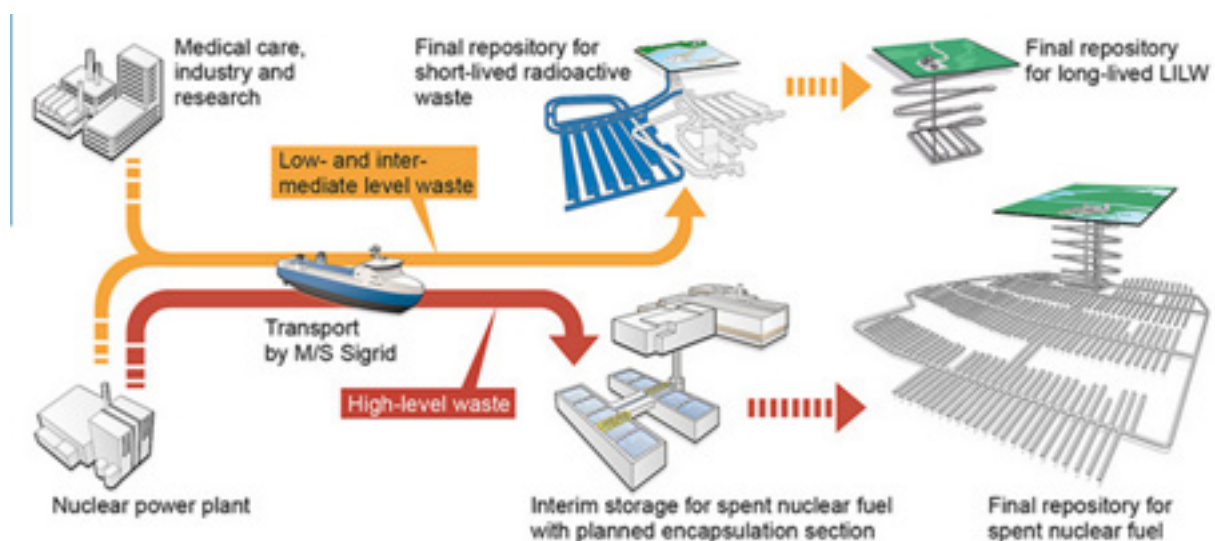 Medical care,
industry and
research
Final repository for
short-lived radioactive
waste
Final repository
for long-lived LILW
Low- and inter-
mediate level waste
Transport
by M/S Sigrid
High-level waste
Nuclear power plant
Interim storage for spent nuclear fuel
with planned encapsulation section
Final repository for
spent nuclear fuel